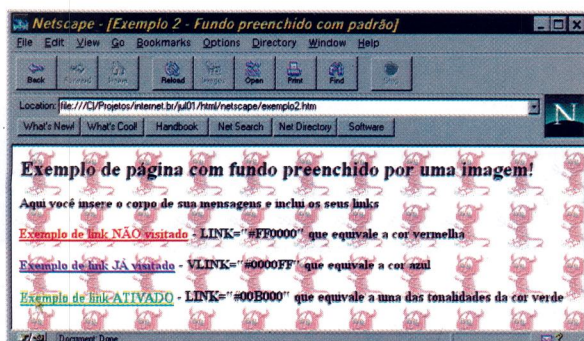 Netscape - [Exemplo 2 - Fundo preenchido com padrão]
File Edit View Go Bookmarks Options Directory Window Help
Back Forward Home Reload Images Open Print Find Stop
Location: file:///C|/Projetos/internet.br/jul01/html/netscape/exemplo2.htm
What's New! What's Cool! Handbook Net Search Net Directory Software
N
Exemplo de página com fundo preenchido por uma imagem!
Aqui você insere o corpo de sua mensagens e inclui os seus links
Exemplo de link NÃO visitado - LINK="#FF0000" que equivale a cor vermelha
Exemplo de link JÁ visitado - VLINK="#0000FF" que equivale a cor azul
Exemplo de link ATIVADO - LINK="#00B000" que equivale a uma das tonalidades da cor verde
Document: Done